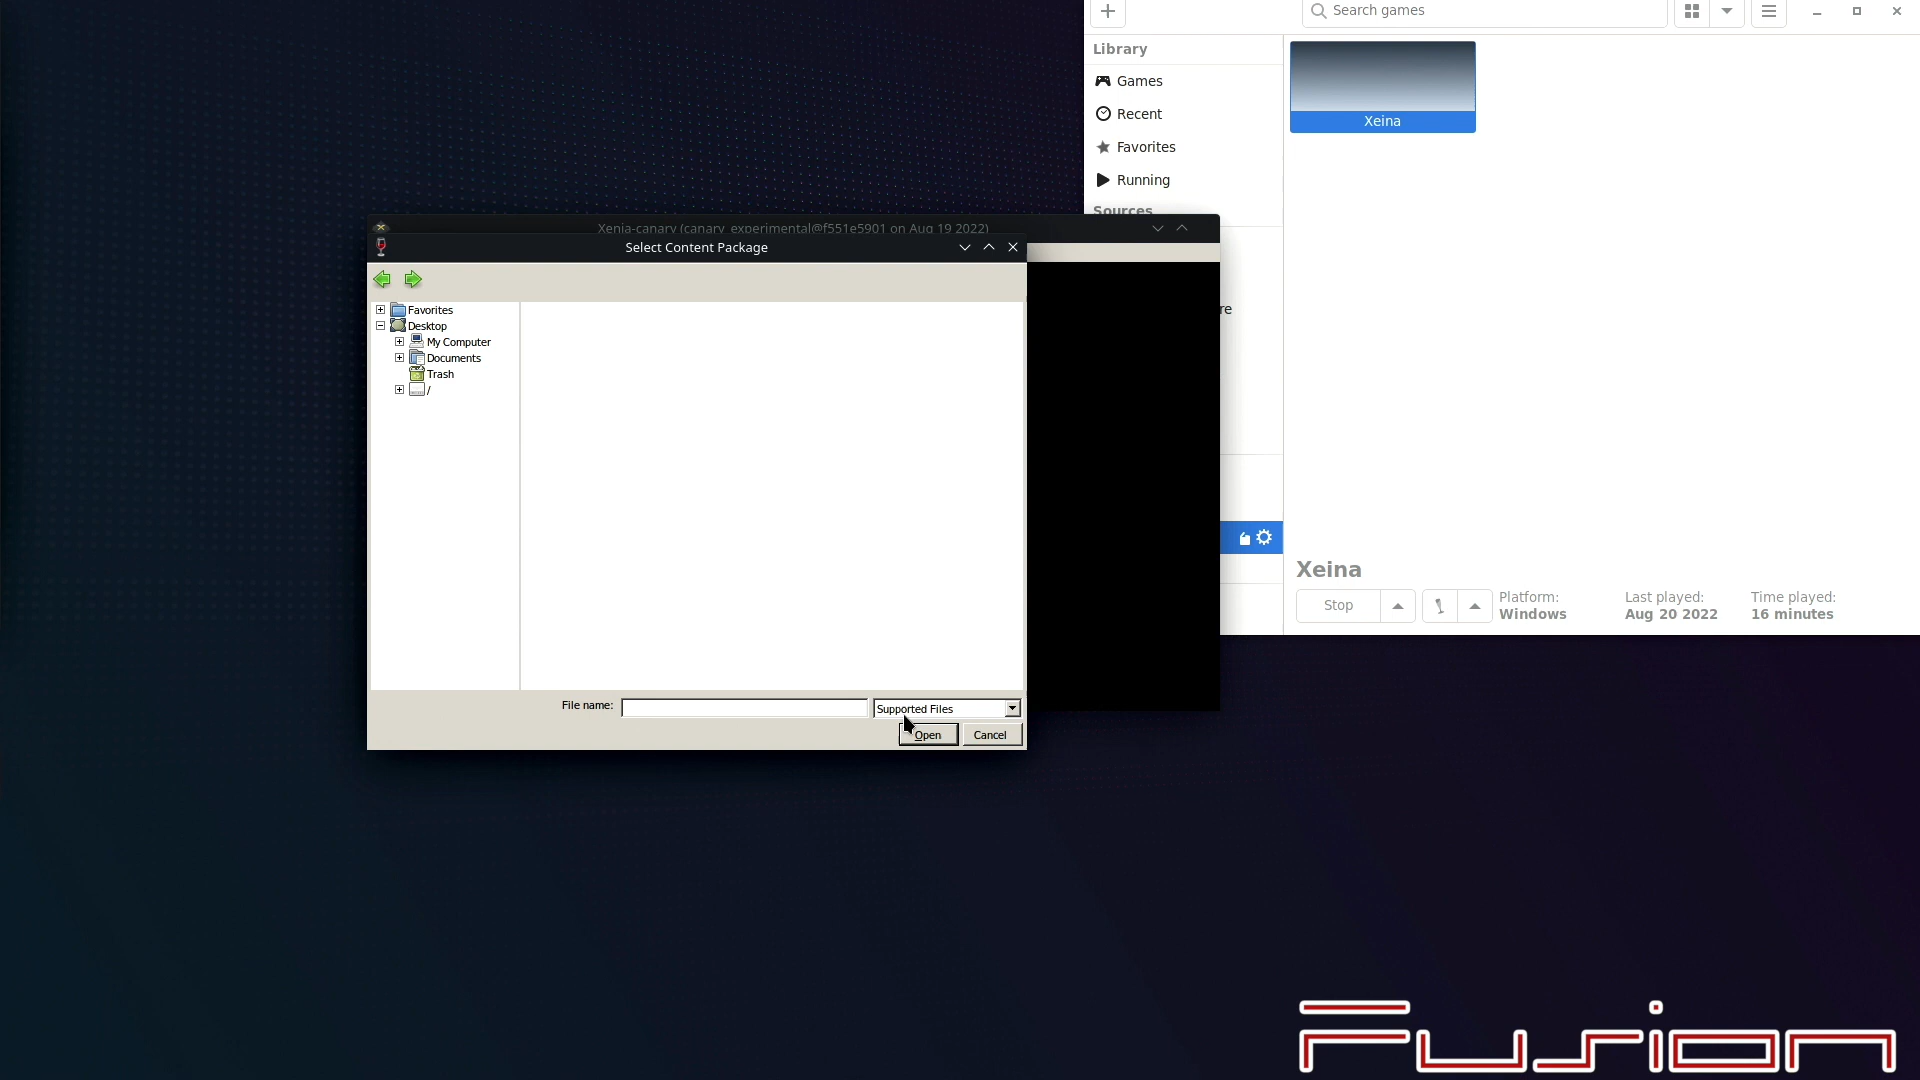 Search games
Library
Games
Recent
Favorites
Running
Sources
Xeina
Xenia-canary (canary_experimental@f551e5901 on Aug 19 2022)
Select Content Package
Favorites
Desktop
My Computer
Documents
Trash
/
re
File name:
Supported Files
Open
Cancel
Xeina
Stop
Platform:
Windows
Last played:
Aug 20 2022
Time played:
16 minutes
Fusion